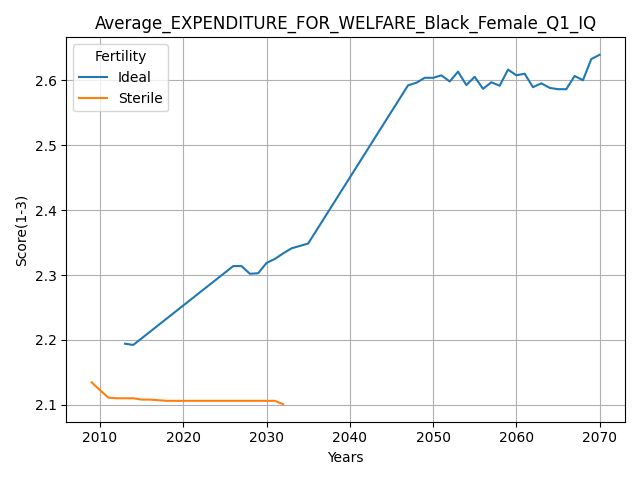 Average_EXPENDITURE_FOR_WELFARE_Black_Female_Q1_IQ
Fertility
Ideal
Sterile
2.6
2.5
2.4
2.3
2.2
2.1
Score(1-3)
2010 2020 2030 2040 2050 2060 2070
Years